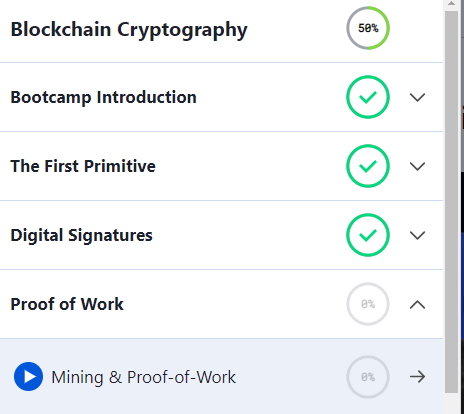 Blockchain Cryptography 50%
Bootcamp Introduction
The First Primitive
Digital Signatures
Proof of Work 0%
Mining & Proof-of-Work 0%